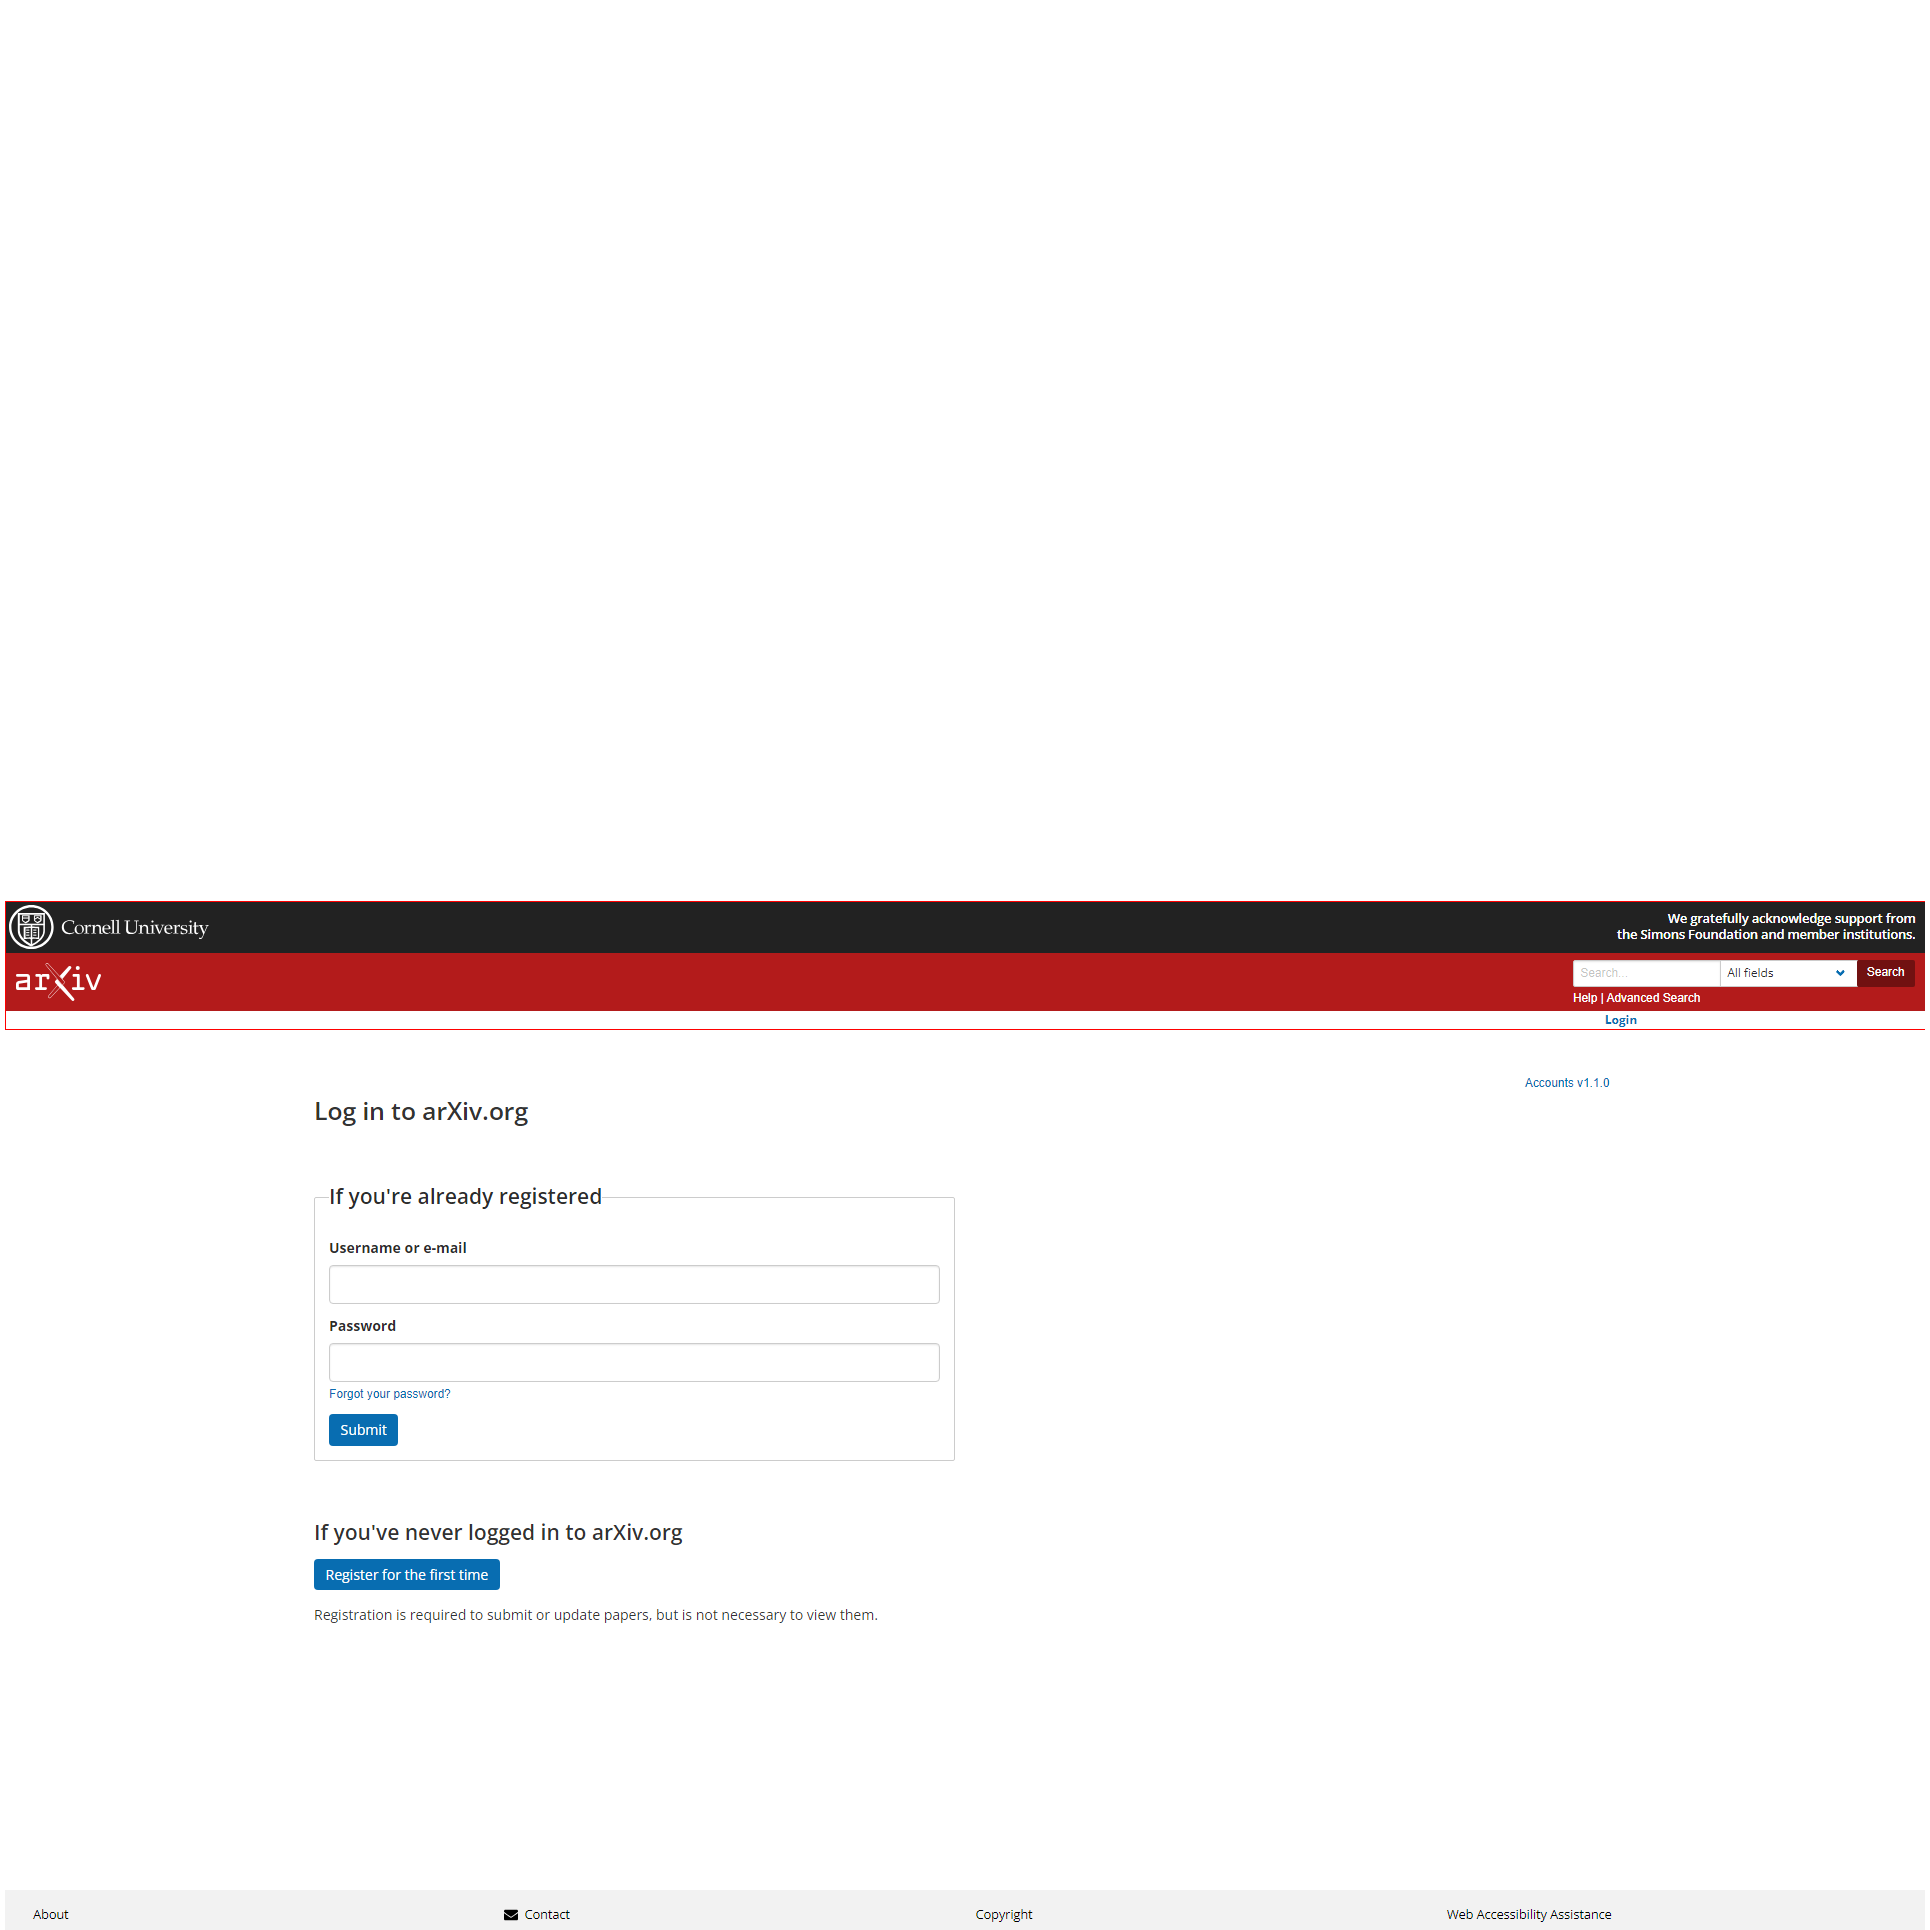 Cornell University
We gratefully acknowledge support from
the Simons Foundation and member institutions.
arXiv
Search...
All fields
Search
Help | Advanced Search
Login
Accounts v1.1.0
Log in to arXiv.org
If you're already registered
Username or e-mail
Password
Forgot your password?
Submit
If you've never logged in to arXiv.org
Register for the first time
Registration is required to submit or update papers, but is not necessary to view them.
About
Contact
Copyright
Web Accessibility Assistance